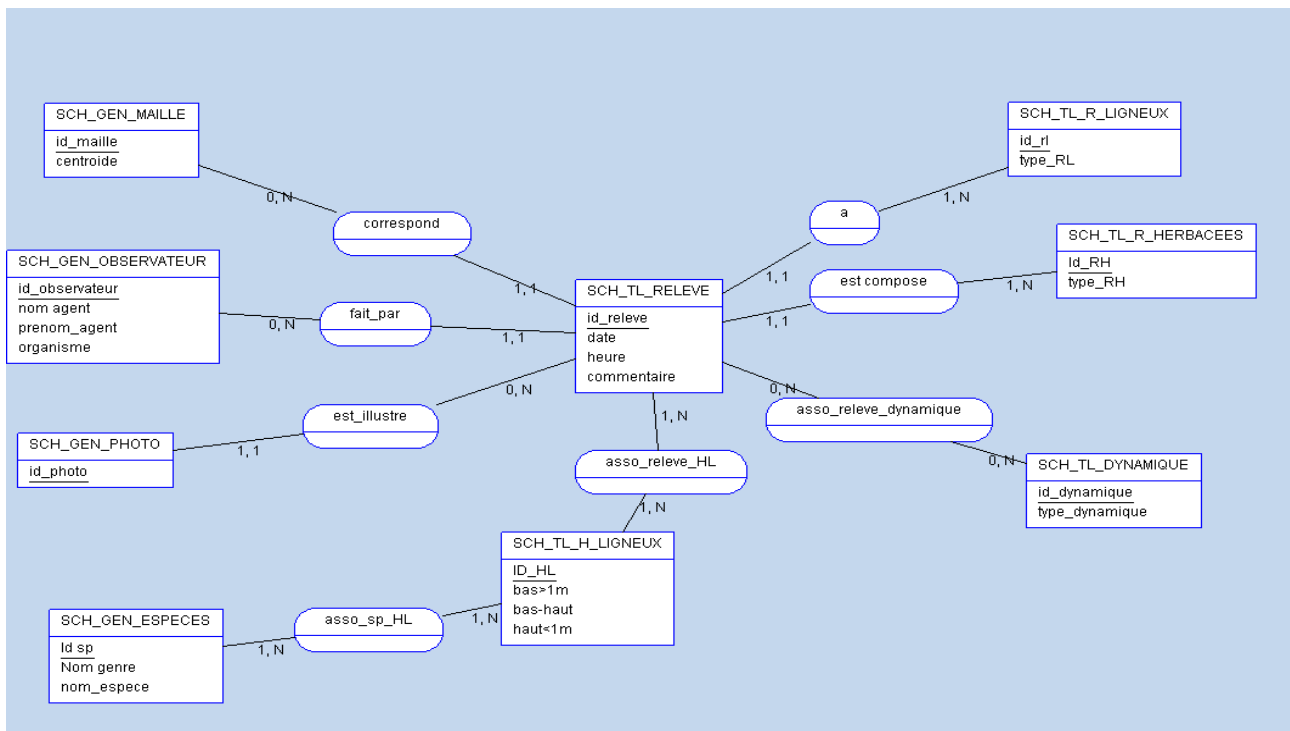 SCH_GEN_MAILLE
id_maille
centroide
0, N
correspond
1,1
SCH_GEN_OBSERVATEUR
id_observateur
nom agent
prenom_agent
organisme
0, N
fait_par
1, 1
SCH_GEN_PHOTO
id_photo
1, 1
est_illustre
0, N
SCH_TL_RELEVE
id_releve
date
heure
commentaire
SCH_TL_R_LIGNEUX
id_rl
type_RL
1, N
a
1, 1
SCH_TL_R_HERBACEES
Id_RH
type_RH
1, N
est compose
1, 1
0, N
asso_releve_dynamique
0, N
SCH_TL_DYNAMIQUE
id_dynamique
type_dynamique
1, N
asso_releve_HL
1, N
SCH_TL_H_LIGNEUX
ID_HL
bas>1m
bas-haut
haut<1m
1, N
asso_sp_HL
1, N
SCH_GEN_ESPECES
Id sp
Nom genre
nom_espece